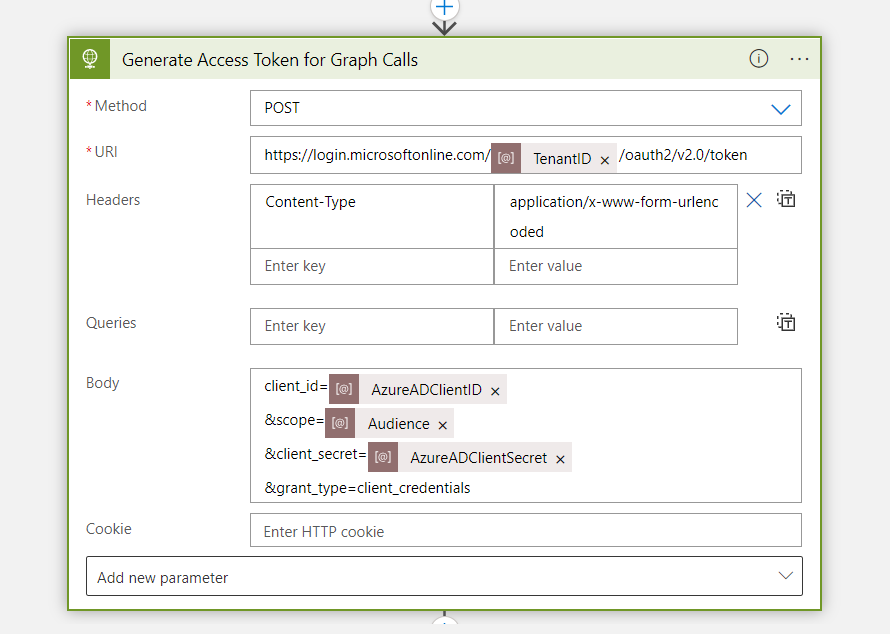 Generate Access Token for Graph Calls
* Method
POST
* URI
https://login.microsoftonline.com/ [@] TenantID × /oauth2/v2.0/token
Headers
Content-Type
application/x-www-form-urlenc
oded
Enter key
Enter value
Queries
Enter key
Enter value
Body
client_id= [@] AzureADClientID ×
&scope= [@] Audience ×
&client_secret= [@] AzureADClientSecret ×
&grant_type=client_credentials
Cookie
Enter HTTP cookie
Add new parameter